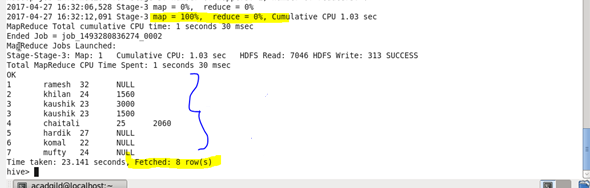 2017-04-27 16:32:06,528 Stage-3 map = 0%,  reduce = 0%
2017-04-27 16:32:12,091 Stage-3 map = 100%,  reduce = 0%, Cumulative CPU 1.03 sec
MapReduce Total cumulative CPU time: 1 seconds 30 msec
Ended Job = job_1493280836274_0002
MapReduce Jobs Launched:
Stage-Stage-3: Map: 1   Cumulative CPU: 1.03 sec   HDFS Read: 7046 HDFS Write: 313 SUCCESS
Total MapReduce CPU Time Spent: 1 seconds 30 msec
OK
1 ramesh 32 NULL
2 khilan 24 1560
3 kaushik 23 3000
3 kaushik 23 1500
4 chaitali 25 2060
5 hardik 27 NULL
6 komal 22 NULL
7 mufty 24 NULL
Time taken: 23.141 seconds, Fetched: 8 row(s)
hive>
acadgild@localhost:~